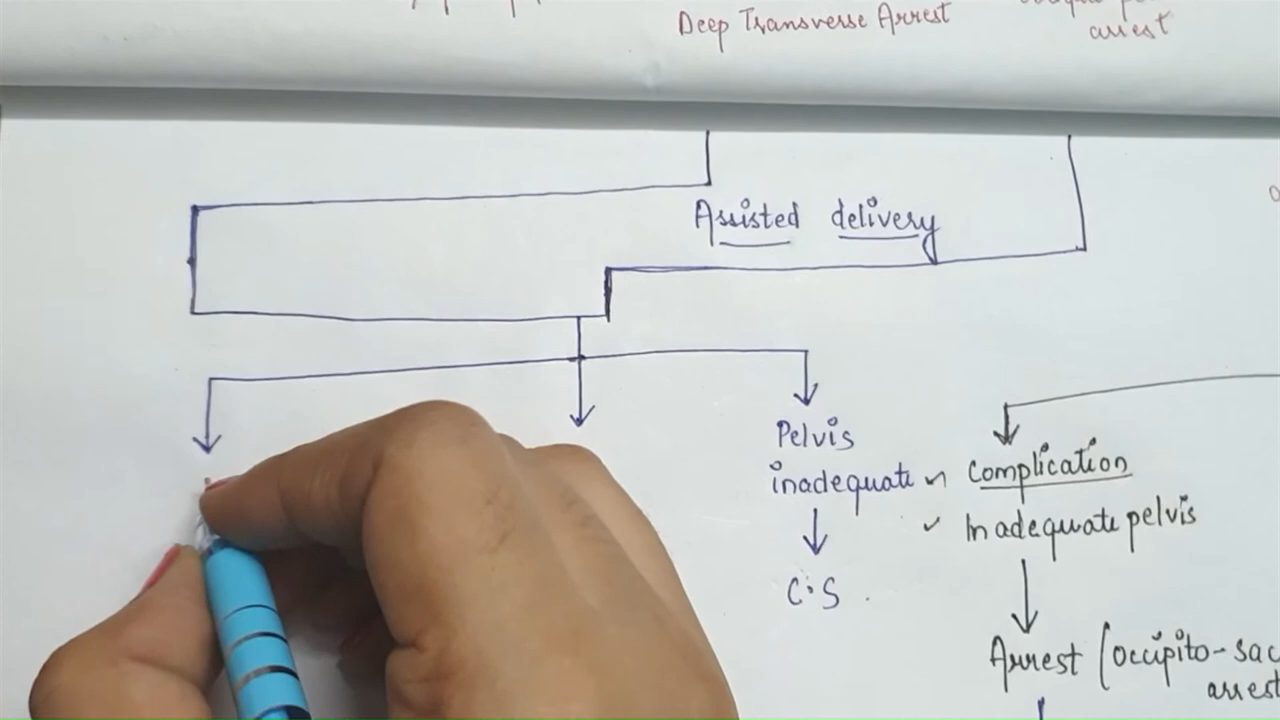 Deep Transverse Arrest
arrest
Assisted delivery
Pelvis
inadequate
C.S
Complication
Inadequate pelvis
Arrest (occipito-sac
arrest